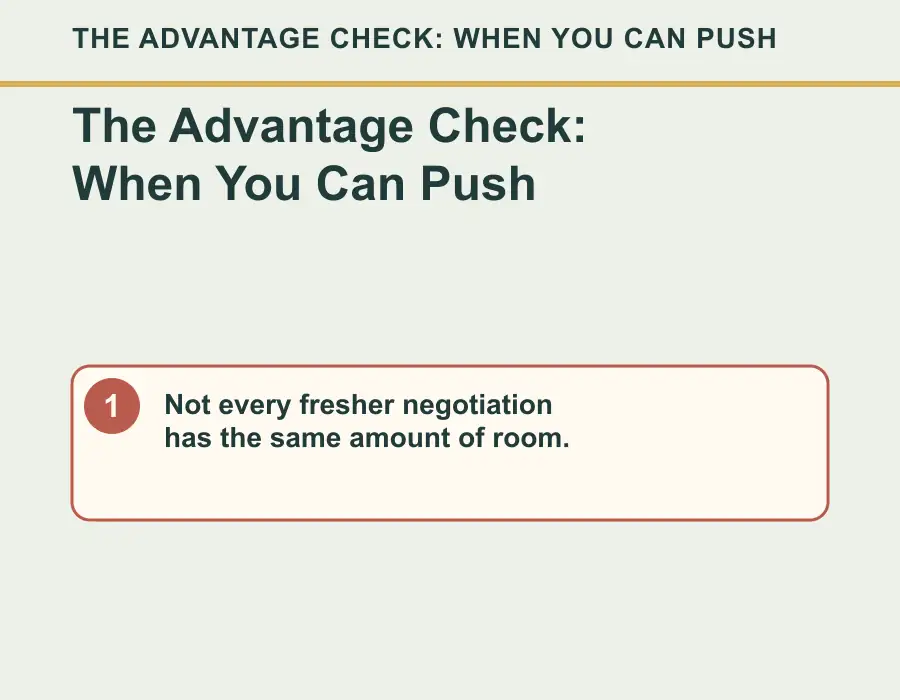 THE ADVANTAGE CHECK: WHEN YOU CAN PUSH
The Advantage Check:
When You Can Push
1
Not every fresher negotiation
has the same amount of room.